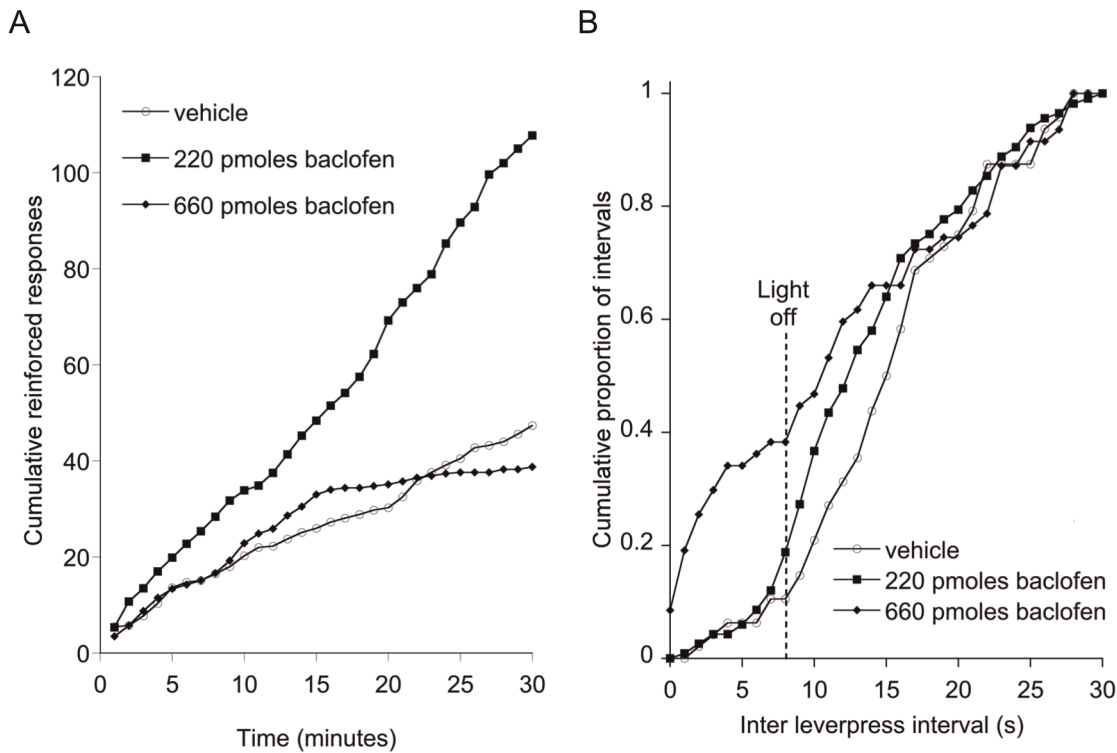 A
120
100
80
60
40
20
0
Cumulative reinforced responses
vehicle
220 pmoles baclofen
660 pmoles baclofen
0 5 10 15 20 25 30
Time (minutes)
B
1
0.8
0.6
0.4
0.2
0
Cumulative proportion of intervals
Light
off
vehicle
220 pmoles baclofen
660 pmoles baclofen
0 5 10 15 20 25 30
Inter leverpress interval (s)